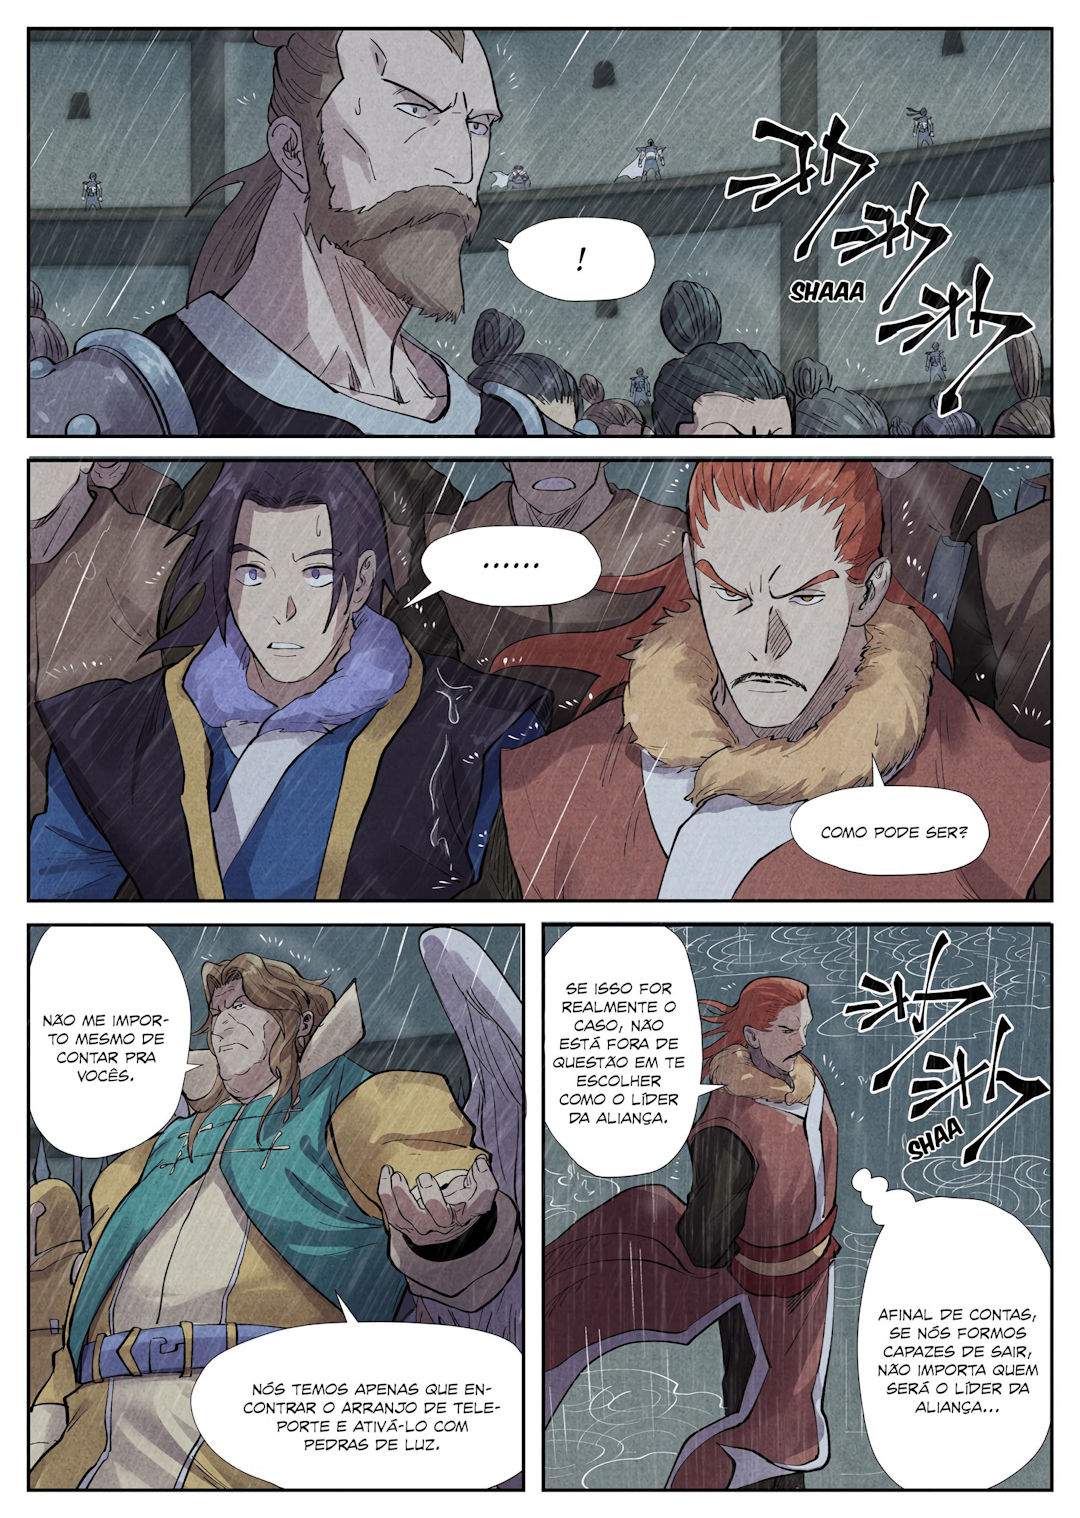 !
SHAAA
......
COMO PODE SER?
NÃO ME IMPOR-
TO MESMO DE
CONTAR PRA
VOCÊS.
NÓS TEMOS APENAS QUE EN-
CONTRAR O ARRANJO DE TELE-
PORTE E ATIVÁ-LO COM
PEDRAS DE LUZ.
SE ISSO FOR
REALMENTE O
CASO, NÃO
ESTÁ FORA DE
QUESTÃO EM TE
ESCOLHER
COMO O LÍDER
DA ALIANÇA.
SHAA
AFINAL DE CONTAS,
SE NÓS FORMOS
CAPAZES DE SAIR,
NÃO IMPORTA QUEM
SERÁ O LÍDER DA
ALIANÇA...